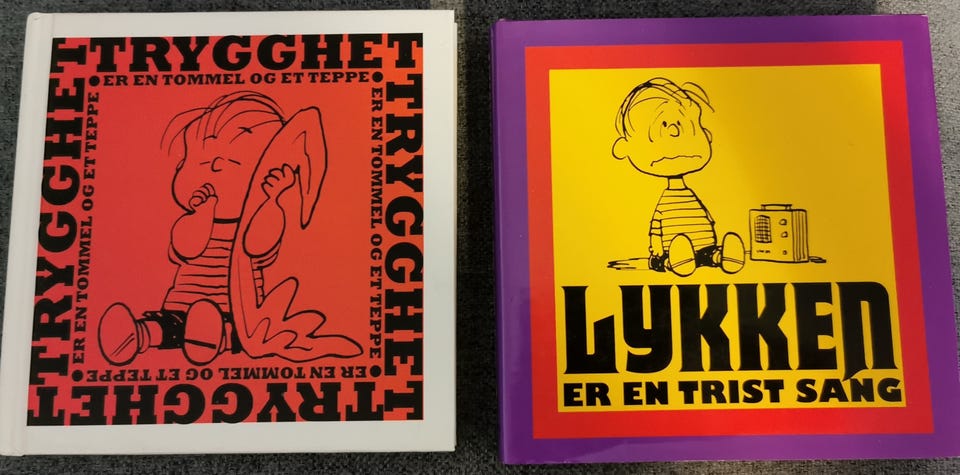 TRYGGHET
• ER EN TOMMEL OG ET TEPPE •
TRYGGHET
ER EN TOMMEL OG ET TEPPE
TRYGGHET
• ER EN TOMMEL OG ET TEPPE •
TRYGGHET
ER EN TOMMEL OG ET TEPPE
LYKKEN
ER EN TRIST SANG